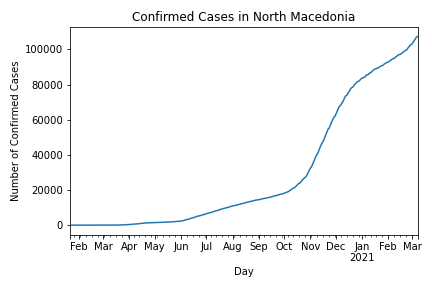 Confirmed Cases in North Macedonia
Number of Confirmed Cases
100000
80000
60000
40000
20000
0
Feb Mar Apr May Jun Jul Aug Sep Oct Nov Dec Jan Feb Mar
2021
Day